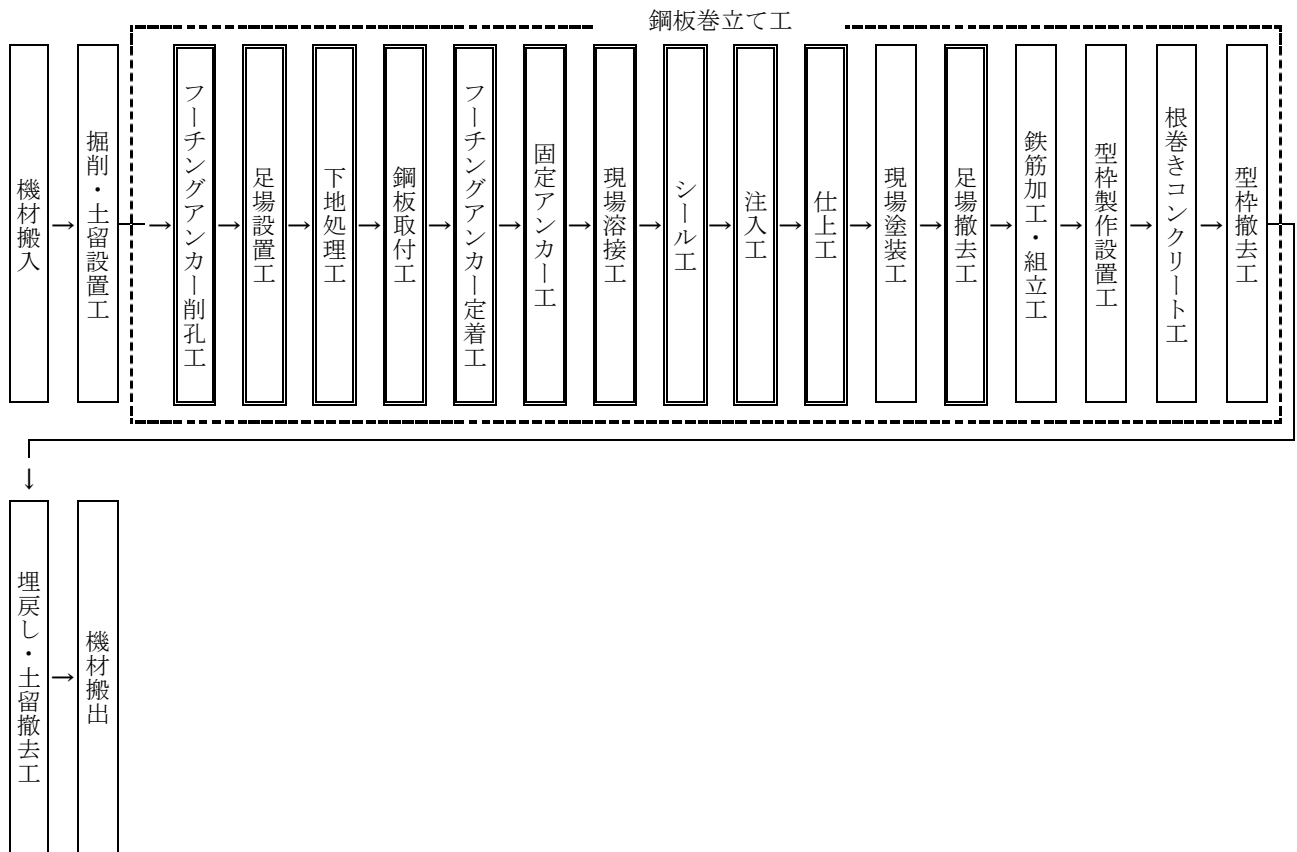 鋼板巻立て工
機材搬入
→
掘削・土留設置工
→
フーチングアンカー削孔工
→
足場設置工
→
下地処理工
→
鋼板取付工
→
フーチングアンカー定着工
→
固定アンカー工
→
現場溶接工
→
シール工
→
注入工
→
仕上工
→
現場塗装工
→
足場撤去工
→
鉄筋加工・組立工
→
型枠製作設置工
→
根巻きコンクリート工
→
型枠撤去工
↓
埋戻し・土留撤去工
→
機材搬出